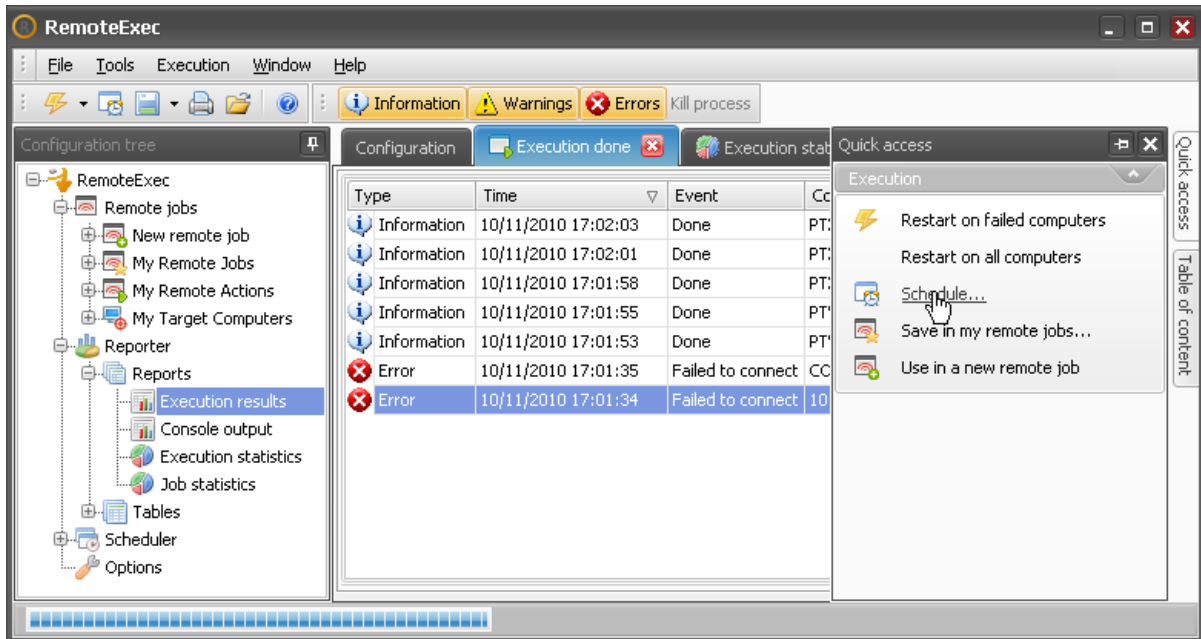 RemoteExec
File Tools Execution Window Help
Information Warnings Errors Kill process
Configuration tree
RemoteExec
Remote jobs
New remote job
My Remote Jobs
My Remote Actions
My Target Computers
Reporter
Reports
Execution results
Console output
Execution statistics
Job statistics
Tables
Scheduler
Options
Configuration Execution done Execution stat
Type Time Event Co
Information 10/11/2010 17:02:03 Done
Information 10/11/2010 17:02:01 Done
Information 10/11/2010 17:01:58 Done
Information 10/11/2010 17:01:55 Done
Information 10/11/2010 17:01:53 Done
Error 10/11/2010 17:01:35 Failed to connect
Error 10/11/2010 17:01:34 Failed to connect 10
Quick access
Execution
Restart on failed computers
Restart on all computers
Schedule...
Save in my remote jobs...
Use in a new remote job
Quick access
Table of content